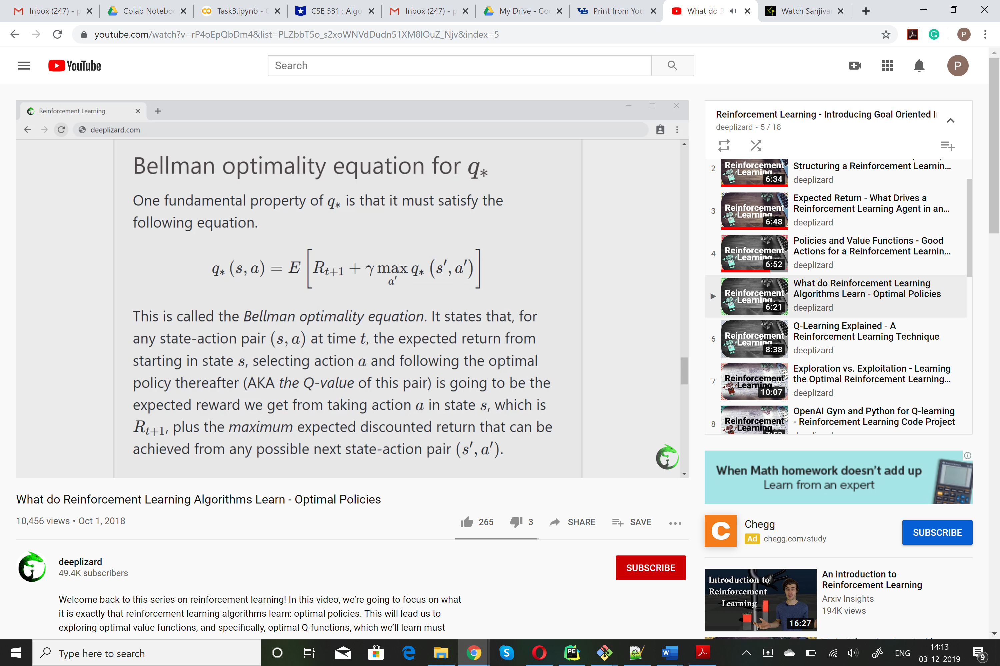 Inbox (247) - p
Colab Noteboo
Task3.ipynb - C
CSE 531 : Algo
Inbox (247) - p
My Drive - Goo
Print from You
What do R
Watch Sanjivan
youtube.com/watch?v=rP4oEpQbDm4&list=PLZbbT5o_s2xoWNVdDudn51XM8lOuZ_Njv&index=5
P
YouTube
Search
P
Reinforcement Learning
deeplizard.com
Bellman optimality equation for q∗
One fundamental property of q∗ is that it must satisfy the
following equation.
q∗ (s, a) = E [R_{t+1} + γ max_{a′} q∗ (s′, a′)]
This is called the Bellman optimality equation. It states that, for
any state-action pair (s, a) at time t, the expected return from
starting in state s, selecting action a and following the optimal
policy thereafter (AKA the Q-value of this pair) is going to be the
expected reward we get from taking action a in state s, which is
R_{t+1}, plus the maximum expected discounted return that can be
achieved from any possible next state-action pair (s′, a′).
What do Reinforcement Learning Algorithms Learn - Optimal Policies
10,456 views • Oct 1, 2018
265
3
SHARE
SAVE
deeplizard
49.4K subscribers
SUBSCRIBE
Welcome back to this series on reinforcement learning! In this video, we’re going to focus on what
it is exactly that reinforcement learning algorithms learn: optimal policies. This will lead us to
exploring optimal value functions, and specifically, optimal Q-functions, which we’ll learn must
Reinforcement Learning - Introducing Goal Oriented In
deeplizard - 5 / 18
2
Reinforcement
Learning
6:34
Structuring a Reinforcement Learnin...
deeplizard
3
Reinforcement
Learning
6:48
Expected Return - What Drives a
Reinforcement Learning Agent in an...
deeplizard
4
Reinforcement
Learning
6:52
Policies and Value Functions - Good
Actions for a Reinforcement Learnin...
deeplizard
Reinforcement
Learning
6:21
What do Reinforcement Learning
Algorithms Learn - Optimal Policies
deeplizard
6
Reinforcement
Learning
8:38
Q-Learning Explained - A
Reinforcement Learning Technique
deeplizard
7
Reinforcement
Learning
10:07
Exploration vs. Exploitation - Learning
the Optimal Reinforcement Learning...
deeplizard
8
Reinforcement
Learning
OpenAI Gym and Python for Q-learning
- Reinforcement Learning Code Project
When Math homework doesn’t add up
Learn from an expert
C
Chegg
Ad chegg.com/study
SUBSCRIBE
Introduction to
Reinforcement
Learning
16:27
An introduction to
Reinforcement Learning
Arxiv Insights
194K views
Type here to search
ENG
14:13
03-12-2019
9